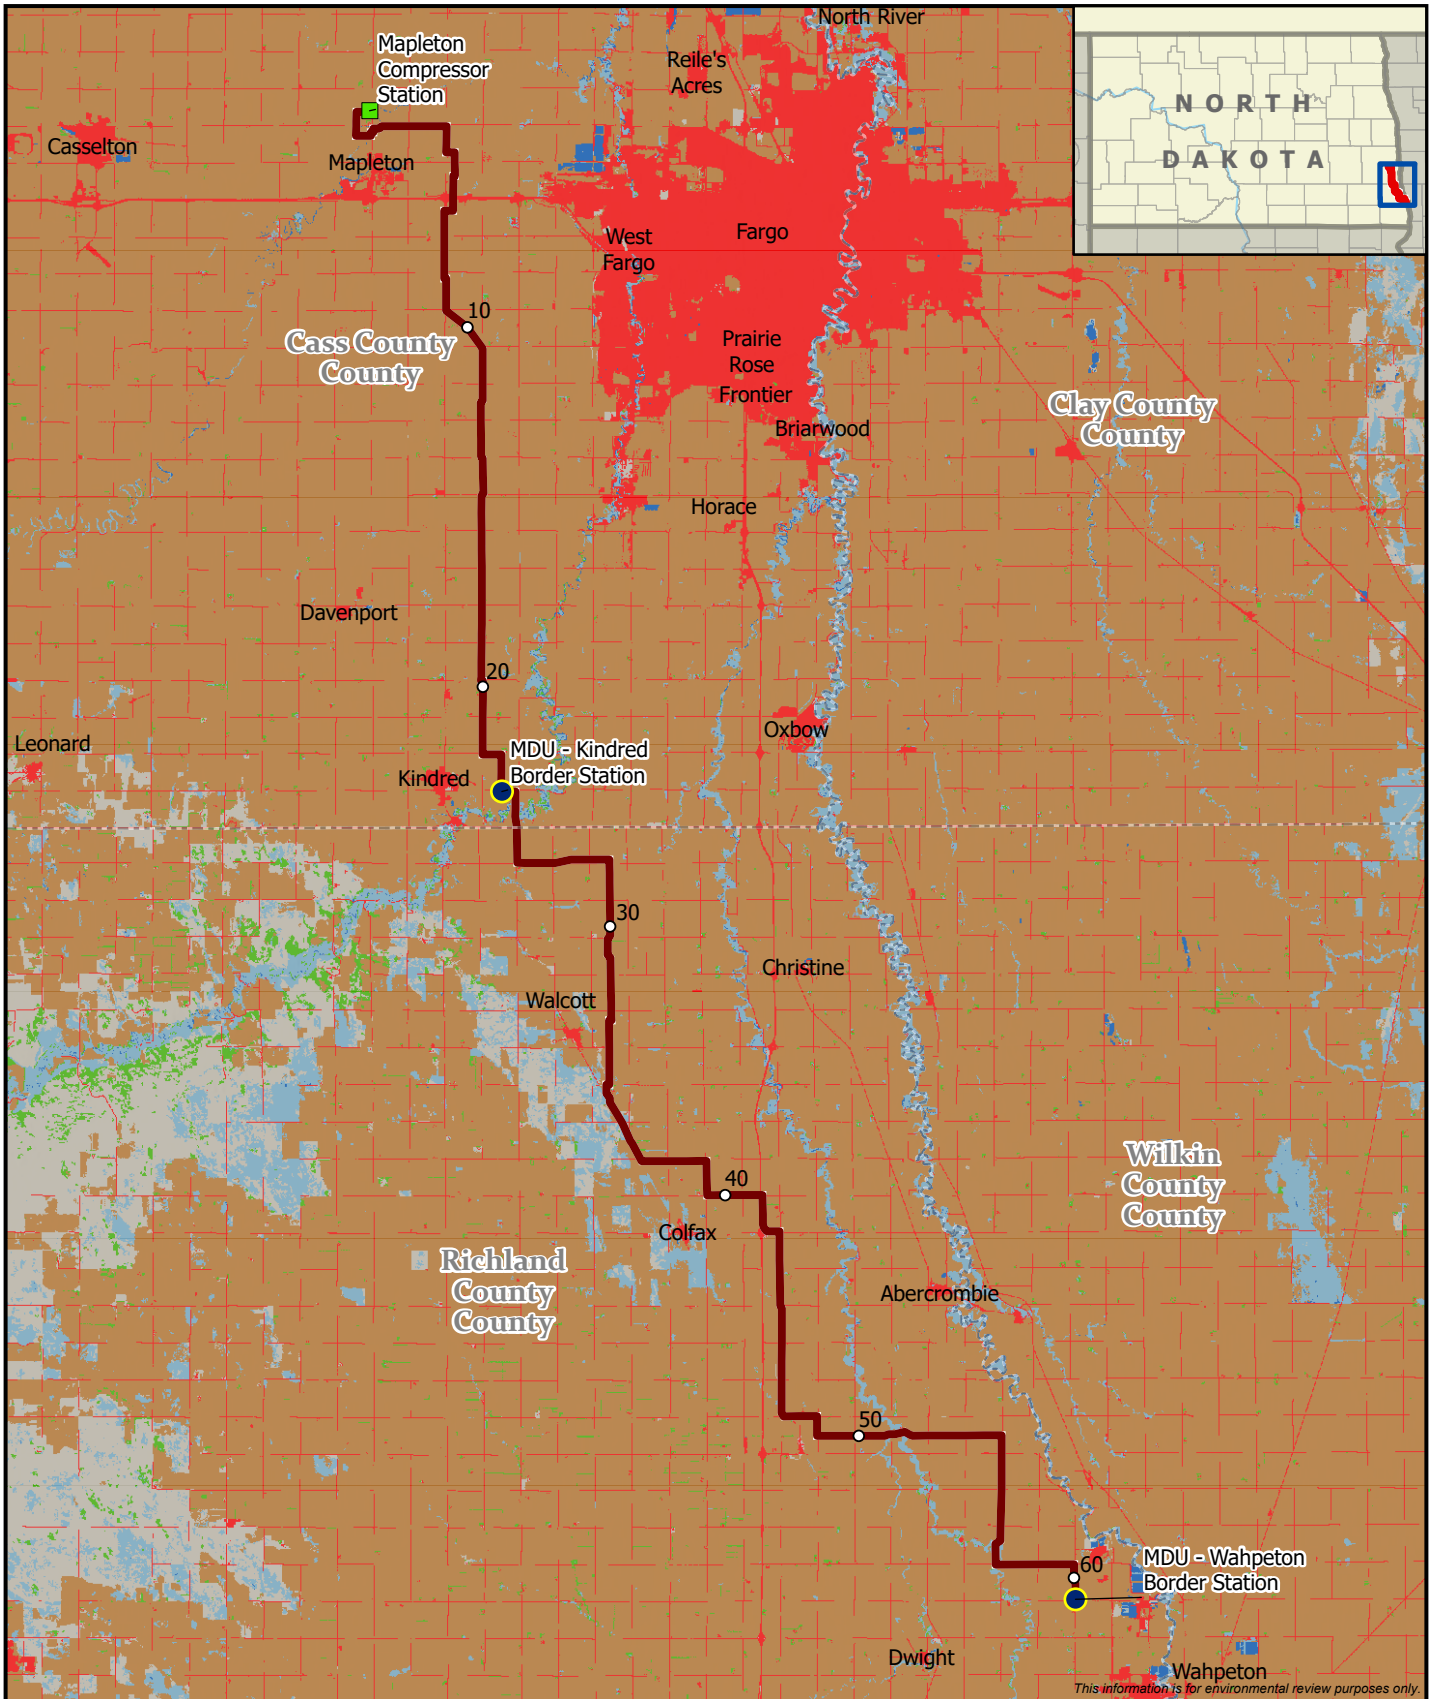 North River
Mapleton
Compressor
Station
Reile's
Acres
NORTH
DAKOTA
Casselton
Mapleton
West
Fargo
Fargo
10
Cass County
County
Prairie
Rose
Frontier
Clay County
County
Briarwood
Horace
Davenport
20
Oxbow
Leonard
MDU - Kindred
Border Station
Kindred
30
Christine
Walcott
Wilkin
County
County
40
Colfax
Richland
County
County
Abercrombie
50
MDU - Wahpeton
Border Station
60
Dwight
Wahpeton
This information is for environmental review purposes only.